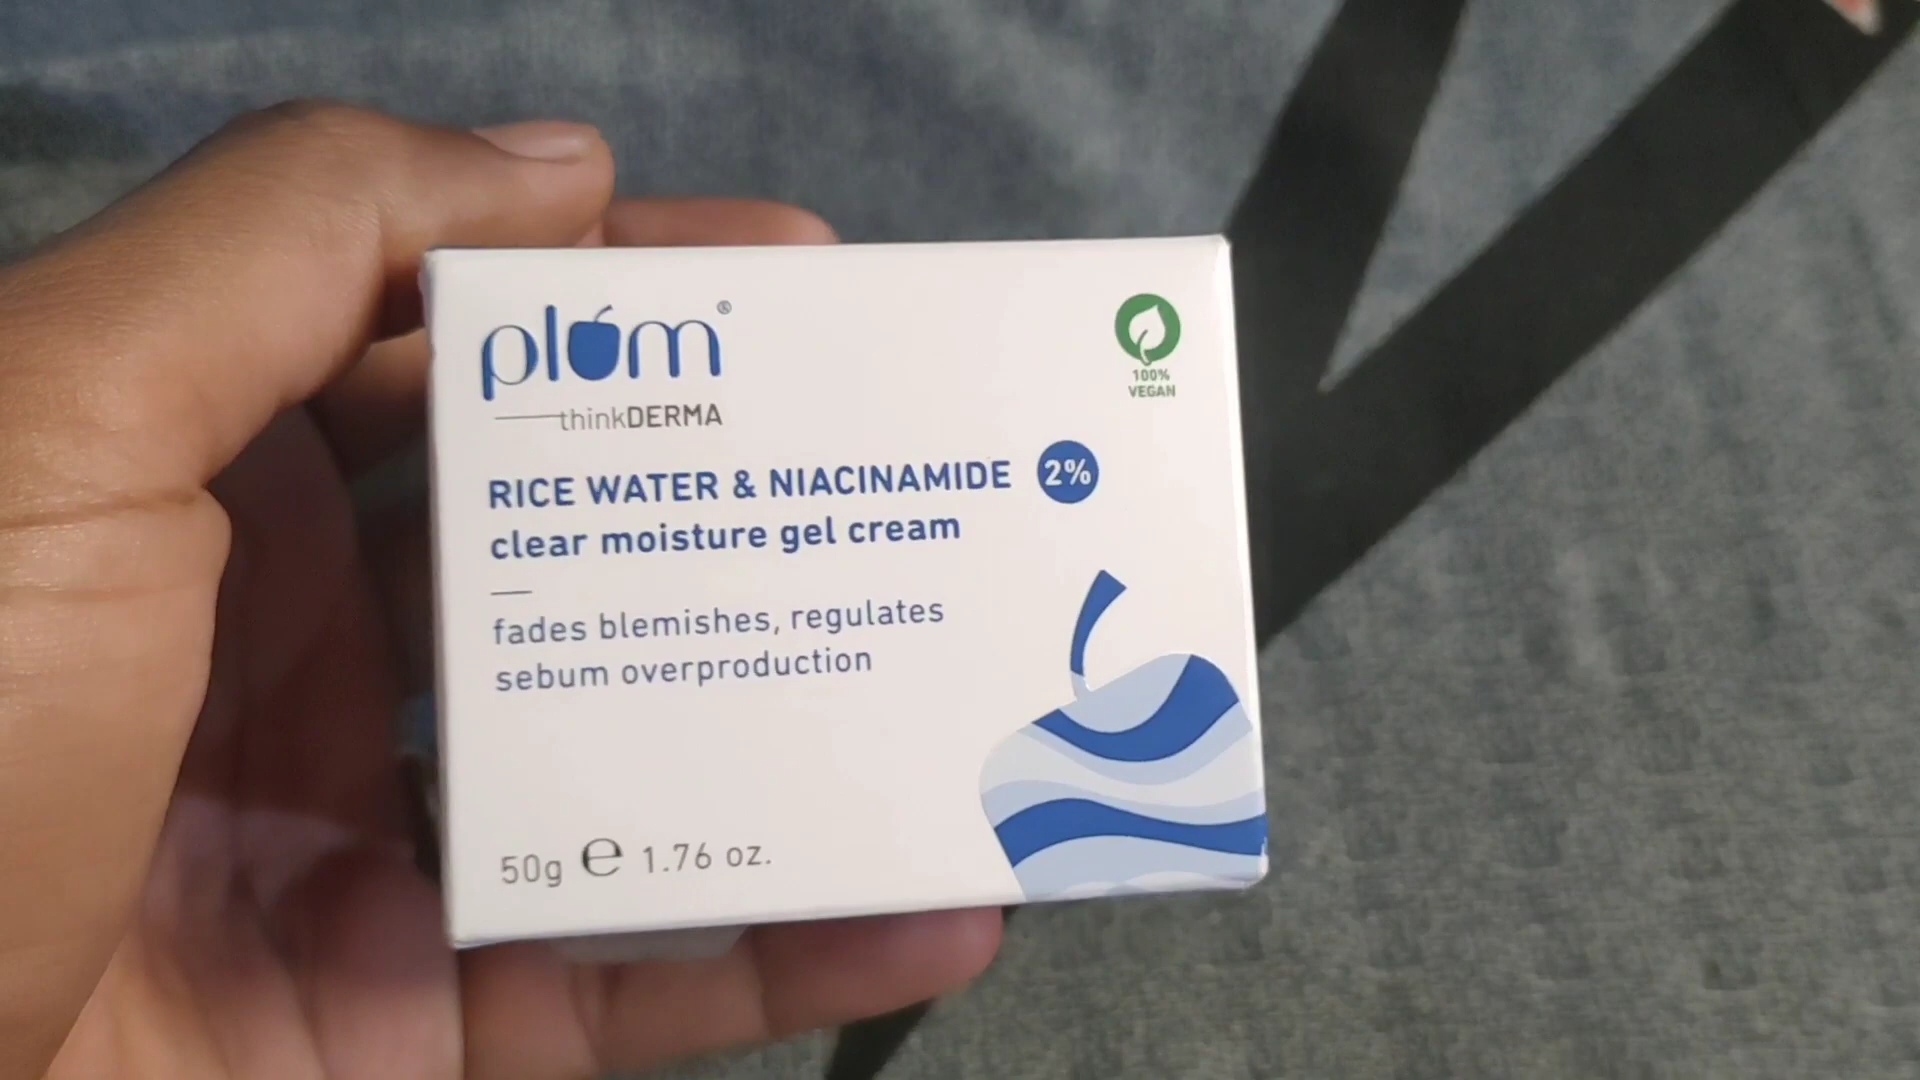 plum®
thinkDERMA
100%
VEGAN
RICE WATER & NIACINAMIDE 2%
clear moisture gel cream
fades blemishes, regulates
sebum overproduction
50g ℮ 1.76 oz.